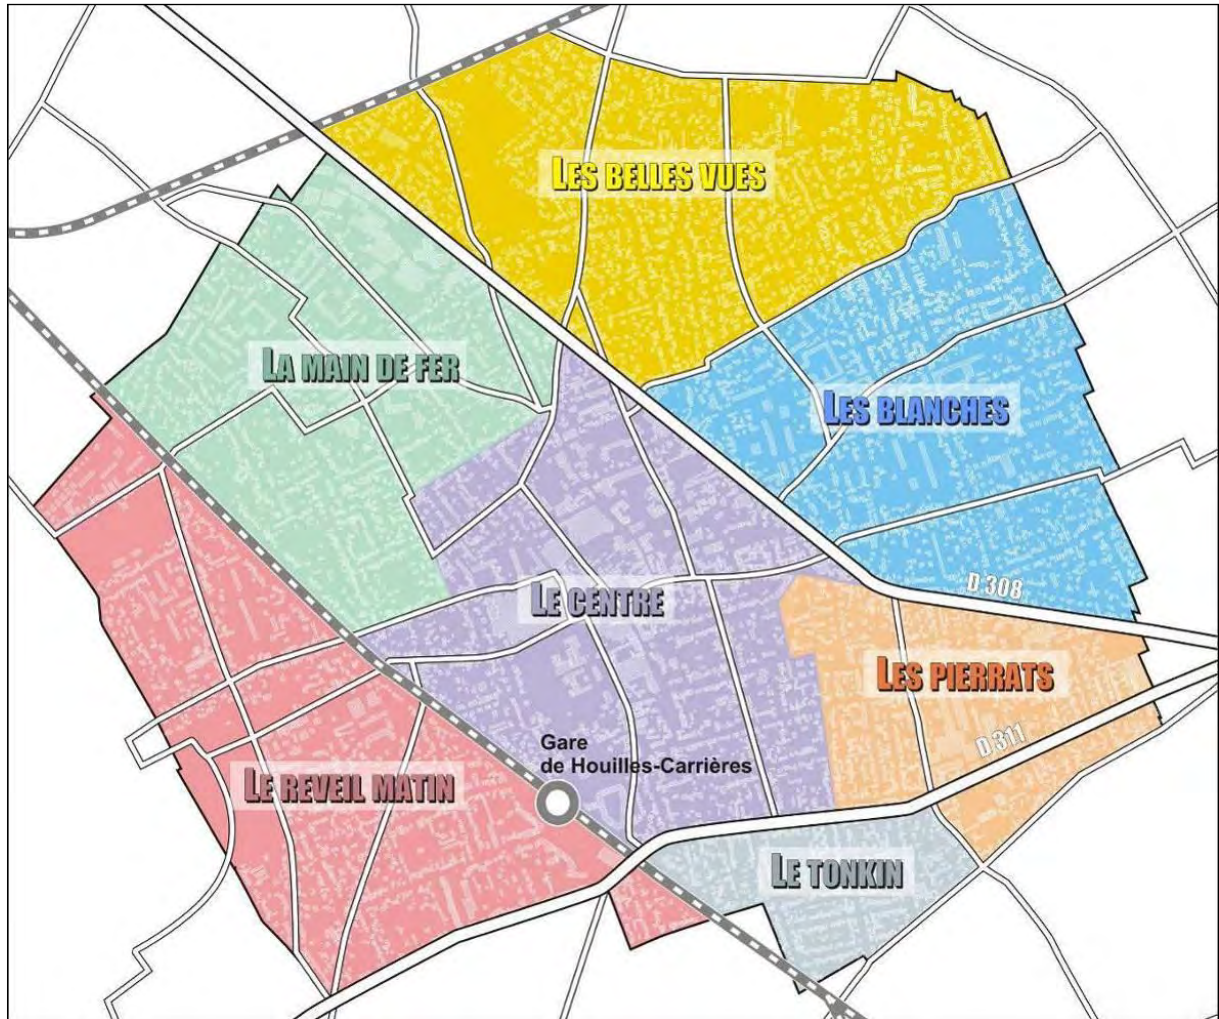 LES BELLES VUES
LA MAIN DE FER
LES BLANCHES
D 308
LE CENTRE
LES PIERRATS
D 311
Gare
de Houilles-Carrières
LE REVEIL MATIN
LE TONKIN